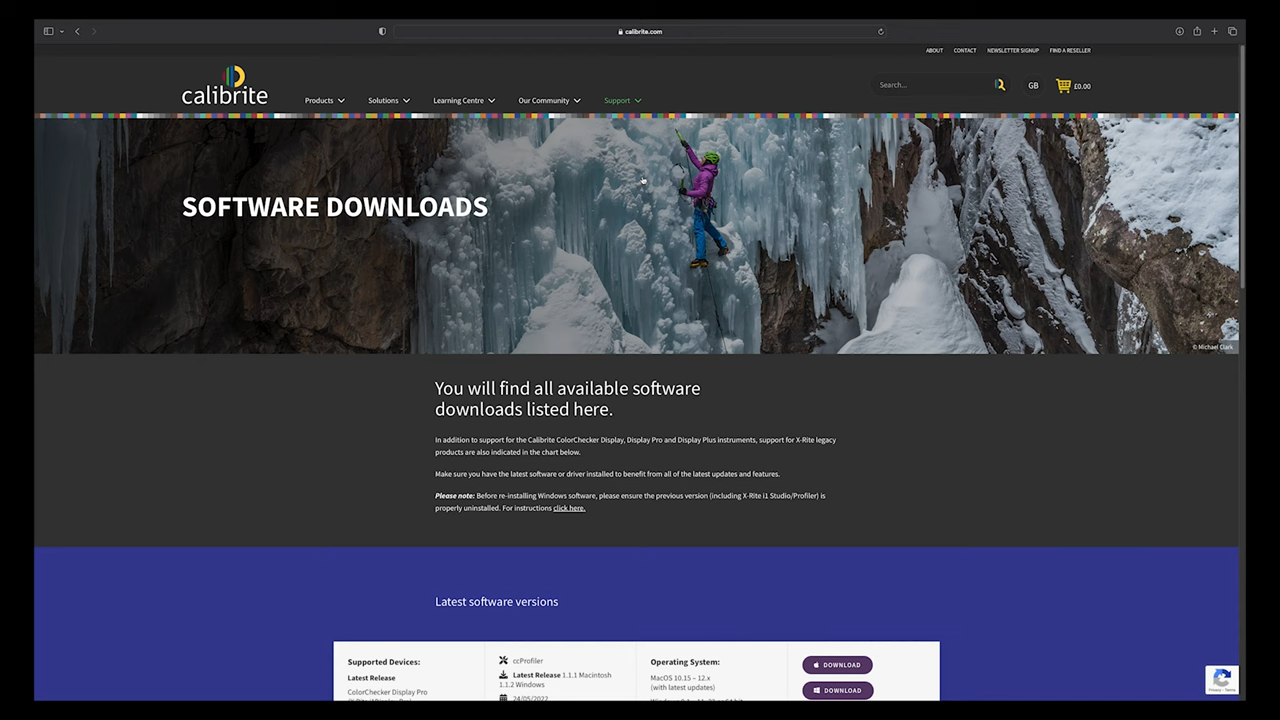 calibrite.com
ABOUT CONTACT NEWSLETTER SIGNUP FIND A RESELLER
calibrite
Products Solutions Learning Centre Our Community Support
Search... GB £0.00
SOFTWARE DOWNLOADS
© Michael Clark
You will find all available software
downloads listed here.
In addition to support for the Calibrite ColorChecker Display, Display Pro and Display Plus instruments, support for X-Rite legacy
products are also indicated in the chart below.
Make sure you have the latest software or driver installed to benefit from all of the latest updates and features.
Please note: Before re-installing Windows software, please ensure the previous version (including X-Rite i1 Studio/Profiler) is
properly uninstalled. For instructions click here.
Latest software versions
Supported Devices:
Latest Release
ColorChecker Display Pro
ccProfiler
Latest Release 1.1.1 Macintosh
1.1.2 Windows
24/05/2022
Operating System:
MacOS 10.15 – 12.x
(with latest updates)
DOWNLOAD
DOWNLOAD
Privacy - Terms